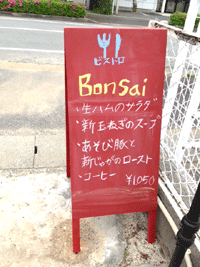 ビストロ
Bonsai
・生ハムのサラダ
・新玉ねぎのスープ
・あそび豚と
新じゃがのロースト
・コーヒー
¥1050